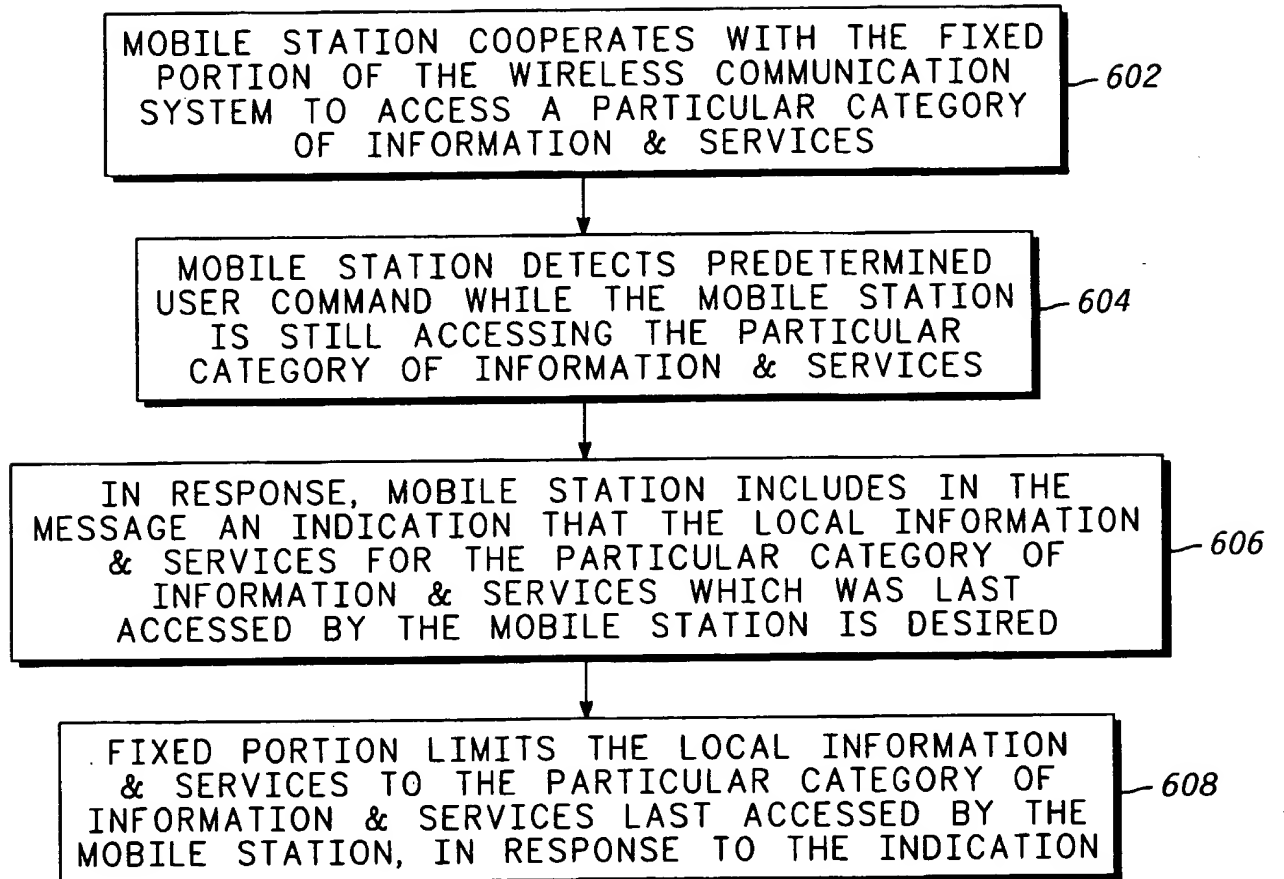 MOBILE STATION COOPERATES WITH THE FIXED
PORTION OF THE WIRELESS COMMUNICATION
SYSTEM TO ACCESS A PARTICULAR CATEGORY
OF INFORMATION & SERVICES
602
MOBILE STATION DETECTS PREDETERMINED
USER COMMAND WHILE THE MOBILE STATION
IS STILL ACCESSING THE PARTICULAR
CATEGORY OF INFORMATION & SERVICES
604
IN RESPONSE, MOBILE STATION INCLUDES IN THE
MESSAGE AN INDICATION THAT THE LOCAL INFORMATION
& SERVICES FOR THE PARTICULAR CATEGORY OF
INFORMATION & SERVICES WHICH WAS LAST
ACCESSED BY THE MOBILE STATION IS DESIRED
606
FIXED PORTION LIMITS THE LOCAL INFORMATION
& SERVICES TO THE PARTICULAR CATEGORY OF
INFORMATION & SERVICES LAST ACCESSED BY THE
MOBILE STATION, IN RESPONSE TO THE INDICATION
608